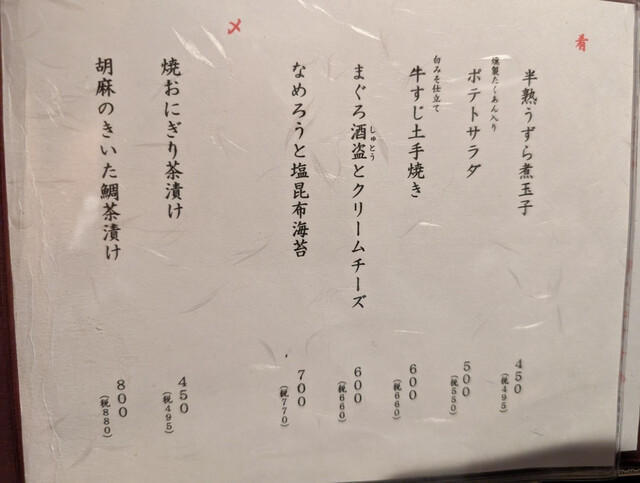 肴
半熟うずら煮玉子
450
(税495)
燻製たくあん入り
ポテトサラダ
500
(税550)
白みそ仕立て
牛すじ土手焼き
600
(税660)
まぐろ酒盗とクリームチーズ
しゅとう
600
(税660)
なめろうと塩昆布海苔
700
(税770)
〆
焼おにぎり茶漬け
450
(税495)
胡麻のきいた鯛茶漬け
800
(税880)